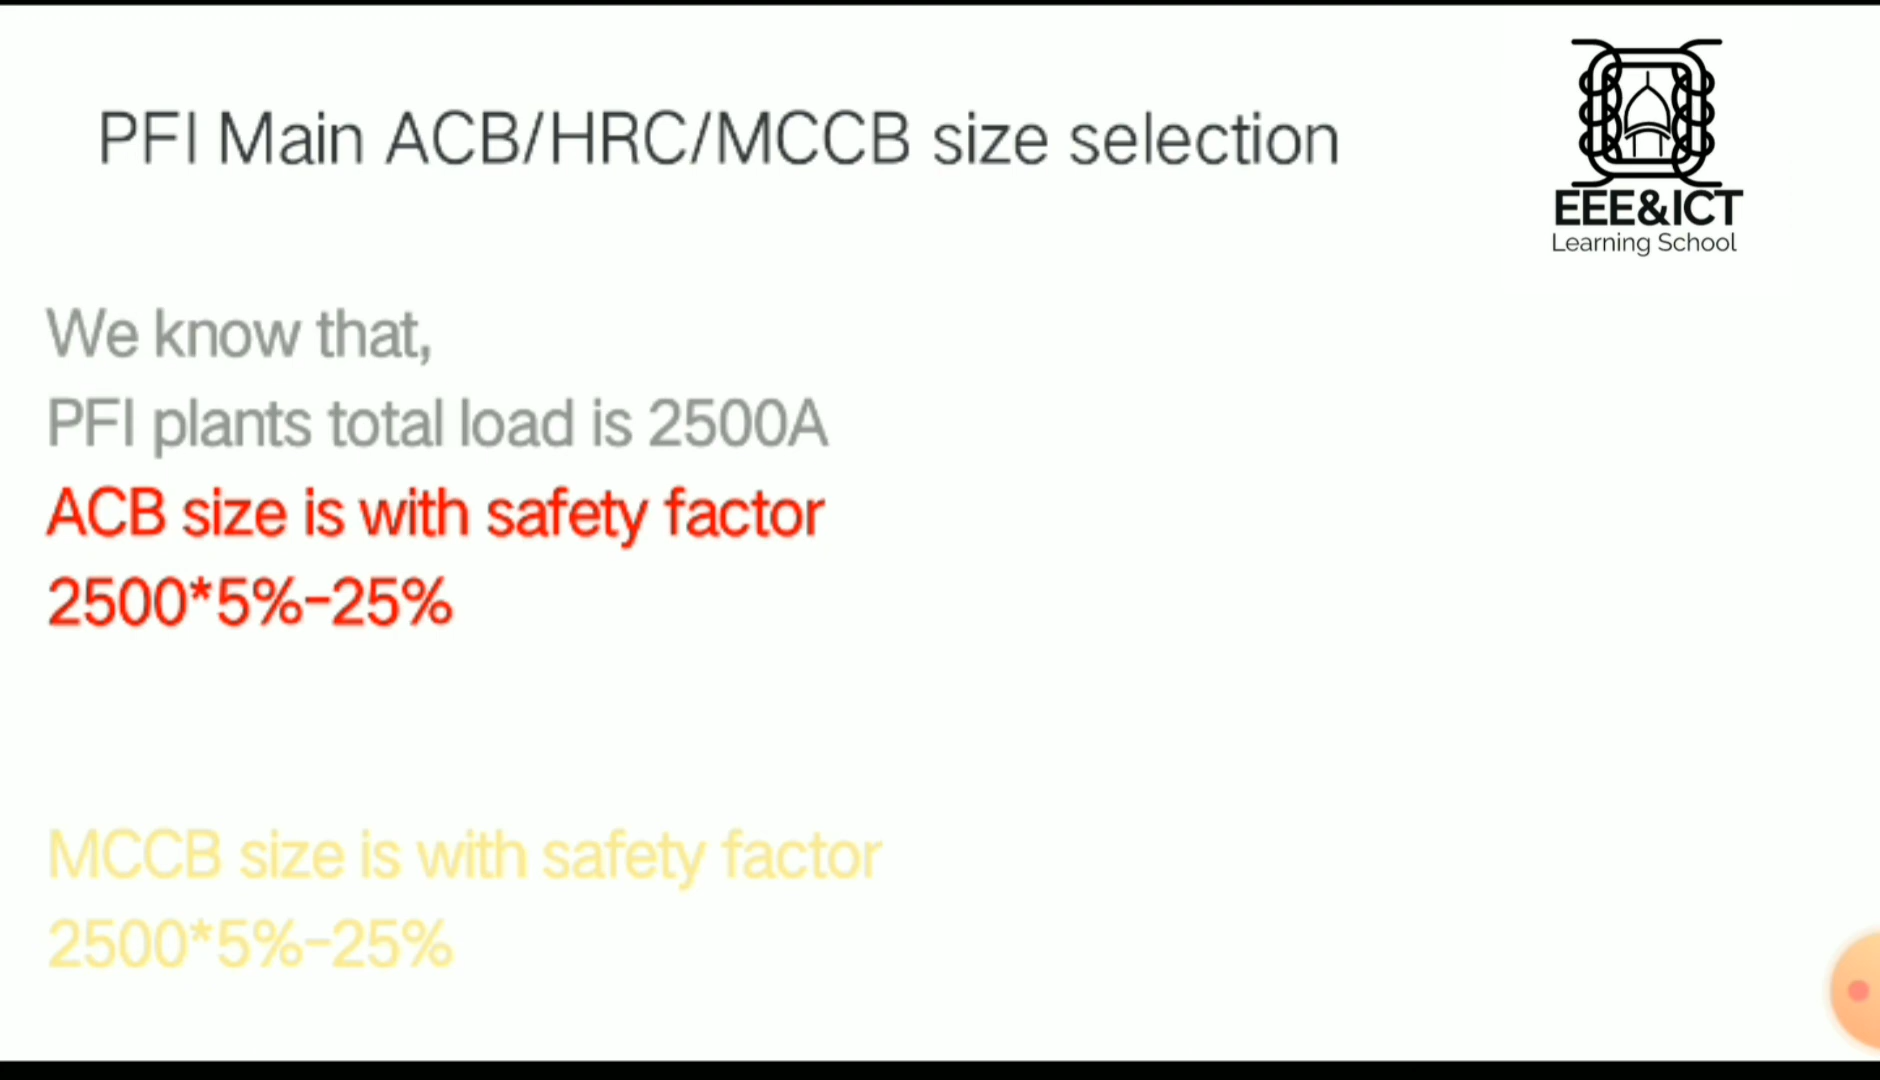 PFI Main ACB/HRC/MCCB size selection
EEE&ICT
Learning School
We know that,
PFI plants total load is 2500A
ACB size is with safety factor
2500*5%-25%
MCCB size is with safety factor
2500*5%-25%